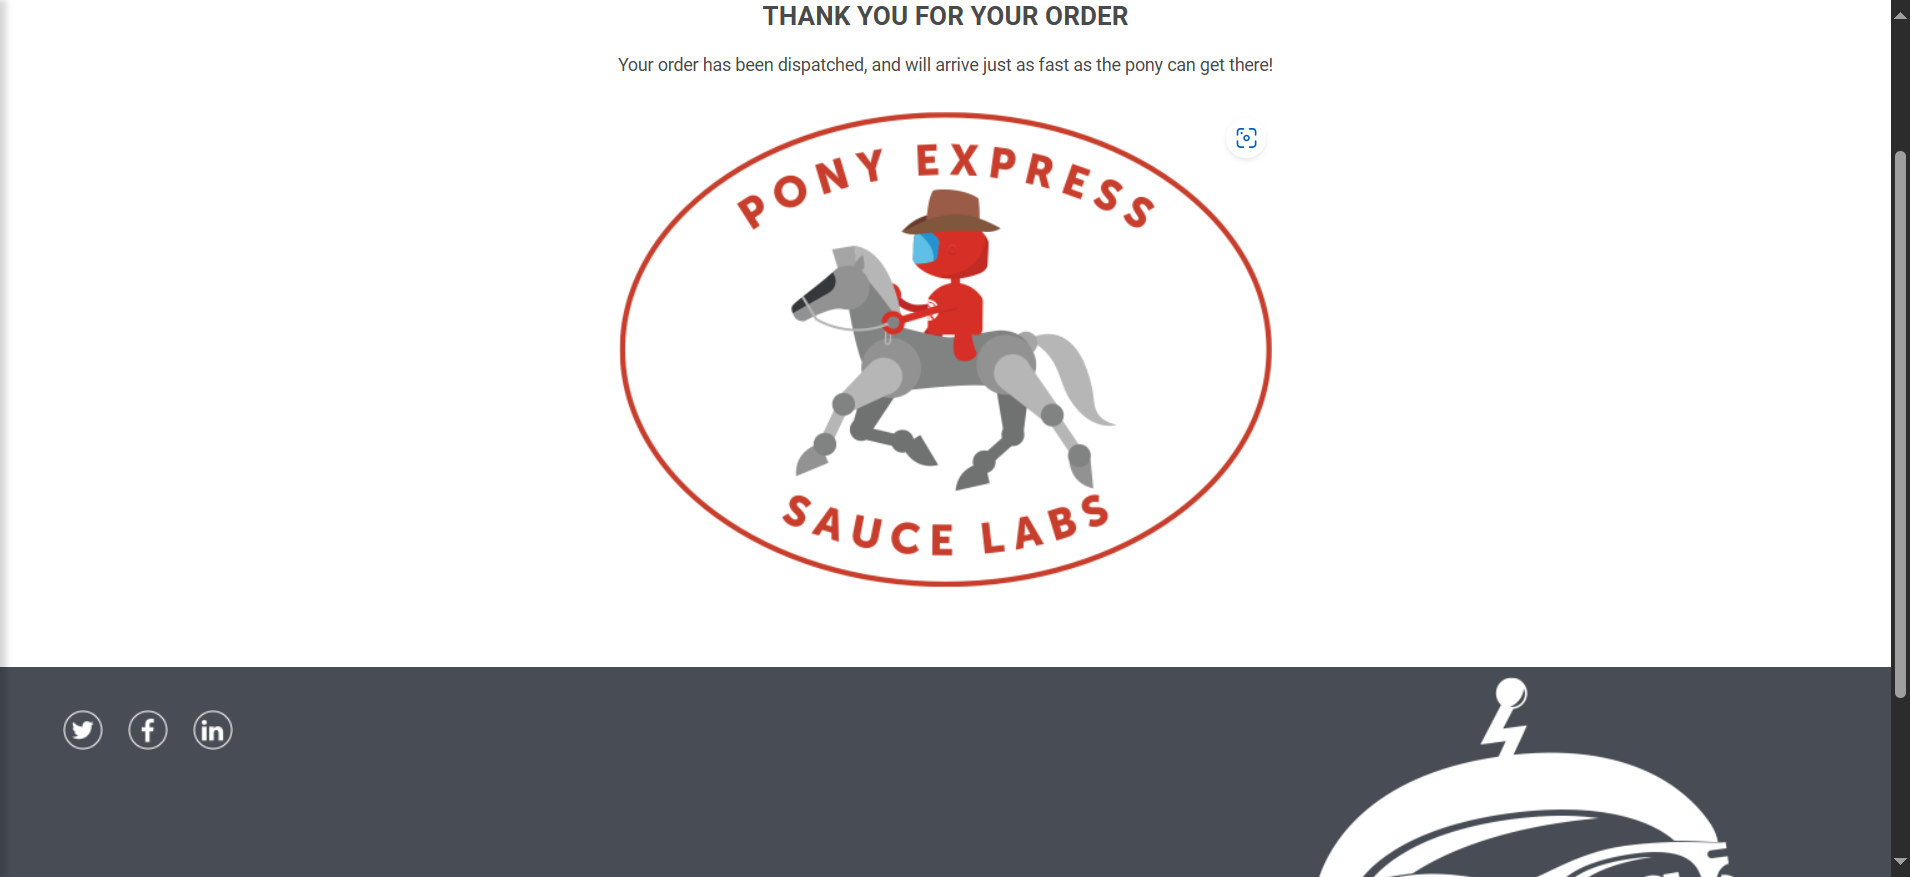 THANK YOU FOR YOUR ORDER
Your order has been dispatched, and will arrive just as fast as the pony can get there!
PONY EXPRESS
SAUCE LABS